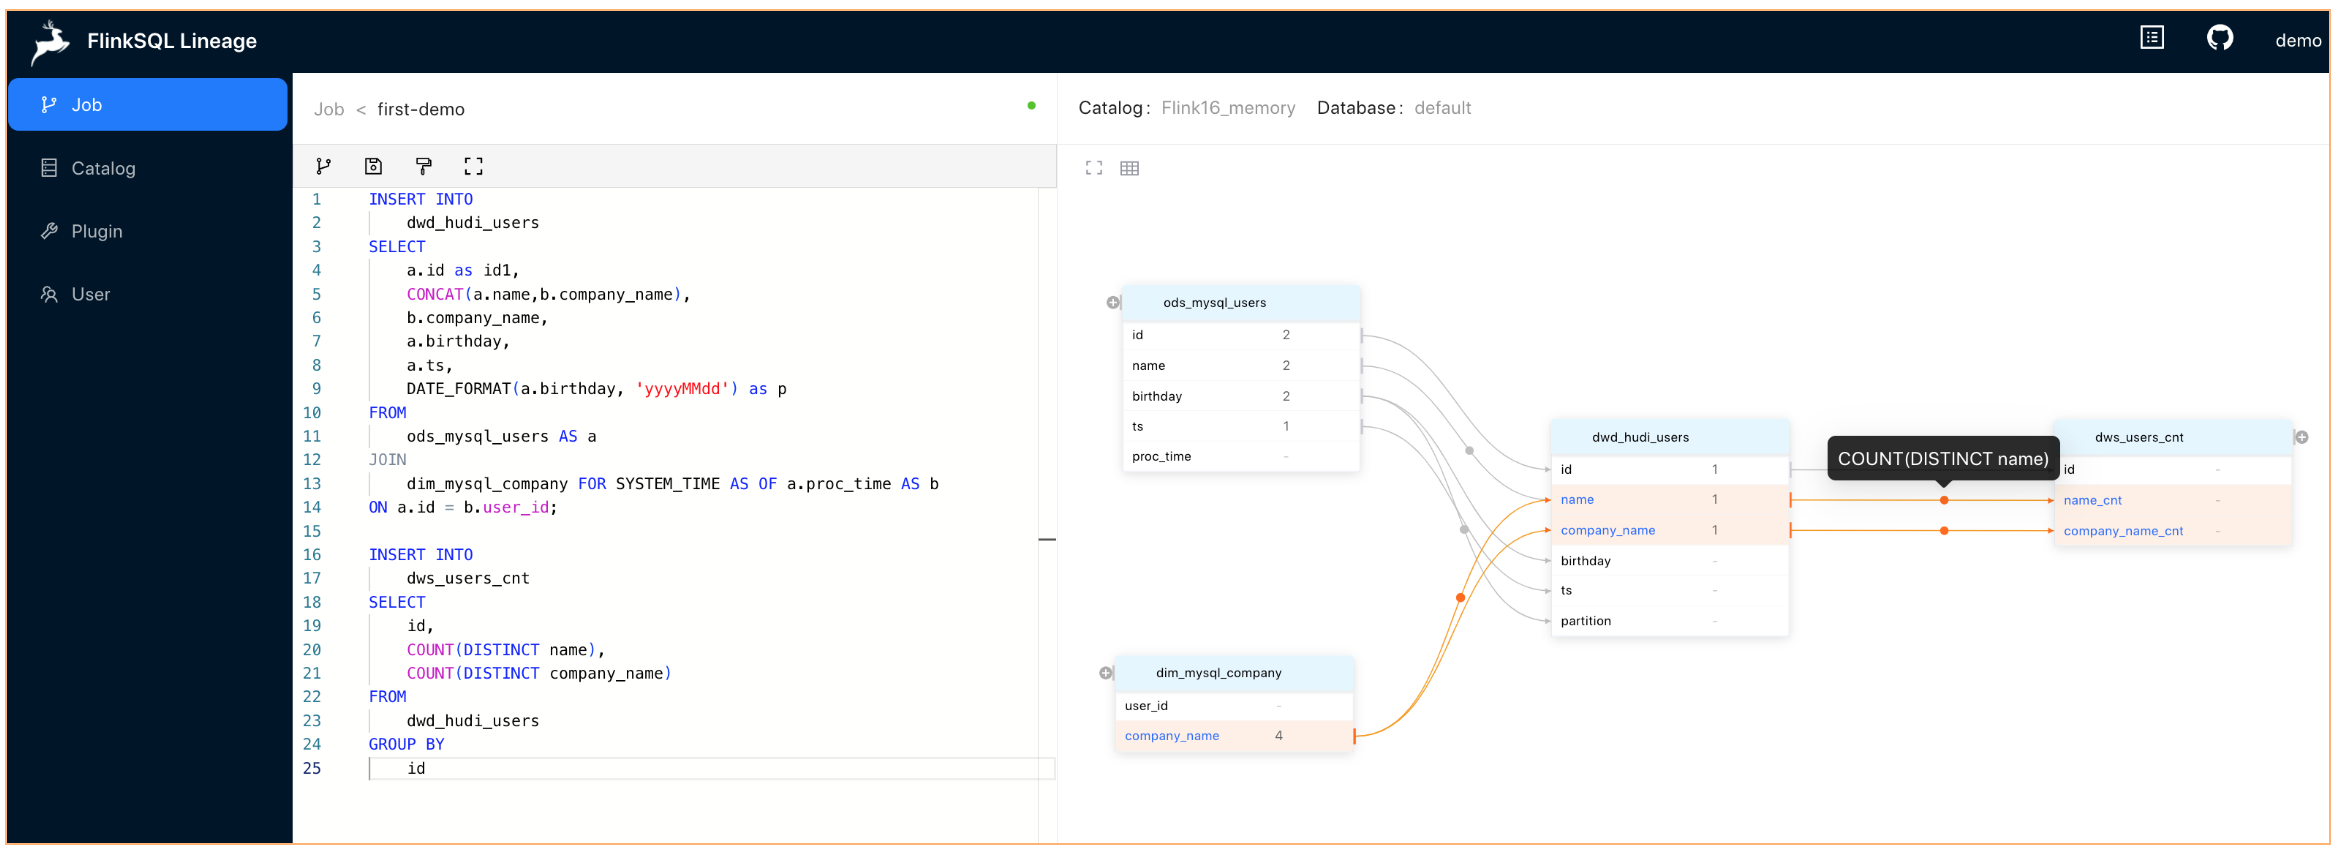 FlinkSQL Lineage
demo
Job
Catalog
Plugin
User
Job < first-demo
1 INSERT INTO
2 dwd_hudi_users
3 SELECT
4 a.id as id1,
5 CONCAT(a.name,b.company_name),
6 b.company_name,
7 a.birthday,
8 a.ts,
9 DATE_FORMAT(a.birthday, 'yyyyMMdd') as p
10 FROM
11 ods_mysql_users AS a
12 JOIN
13 dim_mysql_company FOR SYSTEM_TIME AS OF a.proc_time AS b
14 ON a.id = b.user_id;
15
16 INSERT INTO
17 dws_users_cnt
18 SELECT
19 id,
20 COUNT(DISTINCT name),
21 COUNT(DISTINCT company_name)
22 FROM
23 dwd_hudi_users
24 GROUP BY
25 id
Catalog: Flink16_memory Database: default
ods_mysql_users
id 2
name 2
birthday 2
ts 1
proc_time -
dim_mysql_company
user_id -
company_name 4
dwd_hudi_users
id 1
name 1
company_name 1
birthday -
ts -
partition -
COUNT(DISTINCT name)
dws_users_cnt
id -
name_cnt -
company_name_cnt -